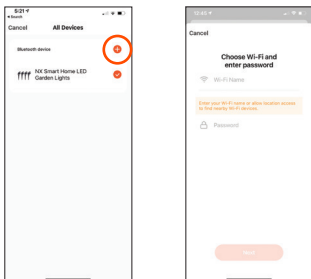 5:21
Search
Cancel
All Devices
Bluetooth device
NX Smart Home LED
Garden Lights
Cancel
Choose Wi-Fi and
enter password
Wi-Fi Name
Enter your Wi-Fi name or allow location access
to find nearby Wi-Fi devices.
Password
Next